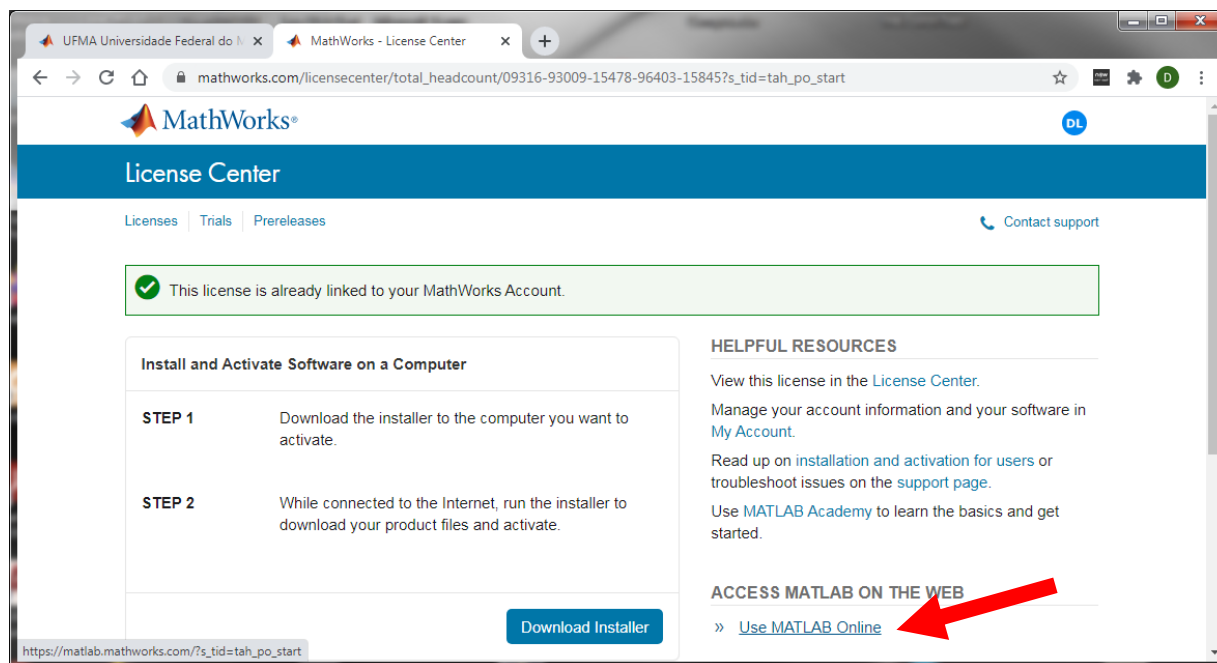 UFMA Universidade Federal do M
MathWorks - License Center
mathworks.com/licensecenter/total_headcount/09316-93009-15478-96403-15845?s_tid=tah_po_start
new
D
MathWorks®
DL
License Center
Licenses
Trials
Prereleases
Contact support
This license is already linked to your MathWorks Account.
Install and Activate Software on a Computer
STEP 1
Download the installer to the computer you want to
activate.
STEP 2
While connected to the Internet, run the installer to
download your product files and activate.
Download Installer
HELPFUL RESOURCES
View this license in the License Center.
Manage your account information and your software in
My Account.
Read up on installation and activation for users or
troubleshoot issues on the support page.
Use MATLAB Academy to learn the basics and get
started.
ACCESS MATLAB ON THE WEB
» Use MATLAB Online
https://matlab.mathworks.com/?s_tid=tah_po_start